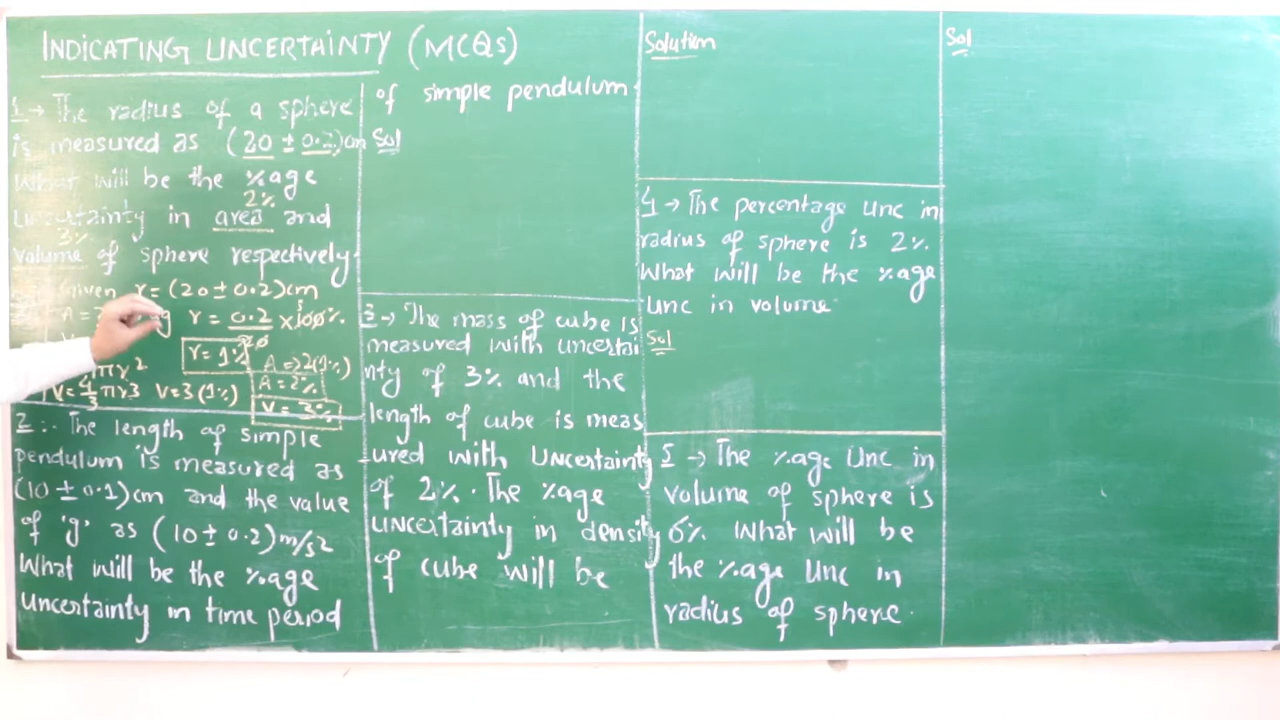 INDICATING UNCERTAINTY (MCQs)
1 → The radius of a sphere
is measured as (20 ± 0.2)cm
What will be the %age
2%
Uncertainty in area and
3%
volume of sphere respectively.
Given r = (20 ± 0.2)cm
A =
r = 0.2 × 100%.
20
r = 1%
A => 2(1%)
πr2
A = 2%.
V = 4/3 πr3 V = 3(1%)
V = 3%
2 :. The length of simple
pendulum is measured as
(10 ± 0.1)cm and the value
of 'g' as (10 ± 0.2)m/s2
What will be the %age
Uncertainty in time period
of simple pendulum.
Sol
3 → The mass of cube is
measured with uncertai
nty of 3% and the
length of cube is meas
ured with Uncertainty
of 2%. The %age
uncertainty in density
of cube will be
Solution
4 → The percentage Unc in
radius of sphere is 2%.
What will be the %age
Unc in volume
Sol
5 → The %age Unc in
volume of sphere is
6%. What will be
the %age Unc in
radius of sphere.
Sol